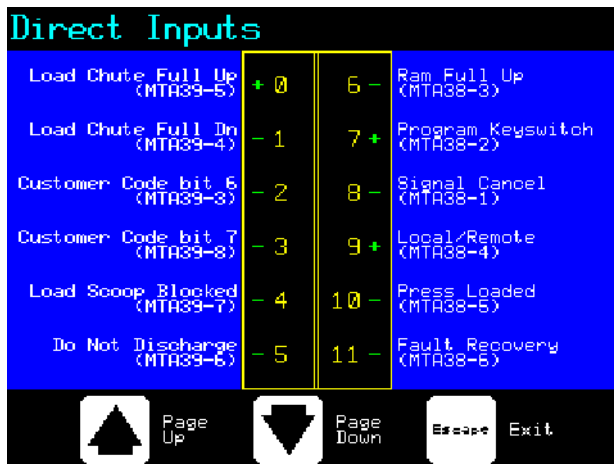 Direct Inputs
Load Chute Full Up
(MTA39-5)
+ 0
Load Chute Full Dn
(MTA39-4)
- 1
Customer Code bit 6
(MTA39-3)
- 2
Customer Code bit 7
(MTA39-8)
- 3
Load Scoop Blocked
(MTA39-7)
- 4
Do Not Discharge
(MTA39-6)
- 5
6 -
Ram Full Up
(MTA38-3)
7 +
Program Keyswitch
(MTA38-2)
8 -
Signal Cancel
(MTA38-1)
9 +
Local/Remote
(MTA38-4)
10 -
Press Loaded
(MTA38-5)
11 -
Fault Recovery
(MTA38-6)
Page
Up
Page
Down
Escape
Exit